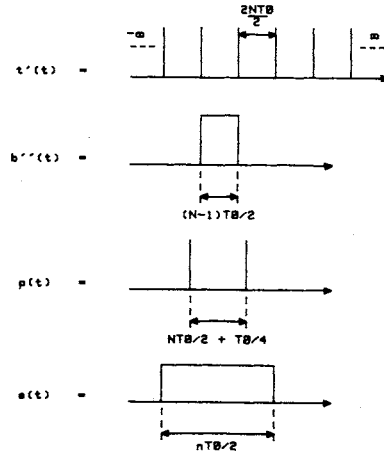 2NTθ
2
-∞ ∞
t'(t) =
b''(t) =
(N-1)Tθ/2
p(t) =
NTθ/2 + Tθ/4
a(t) =
nTθ/2